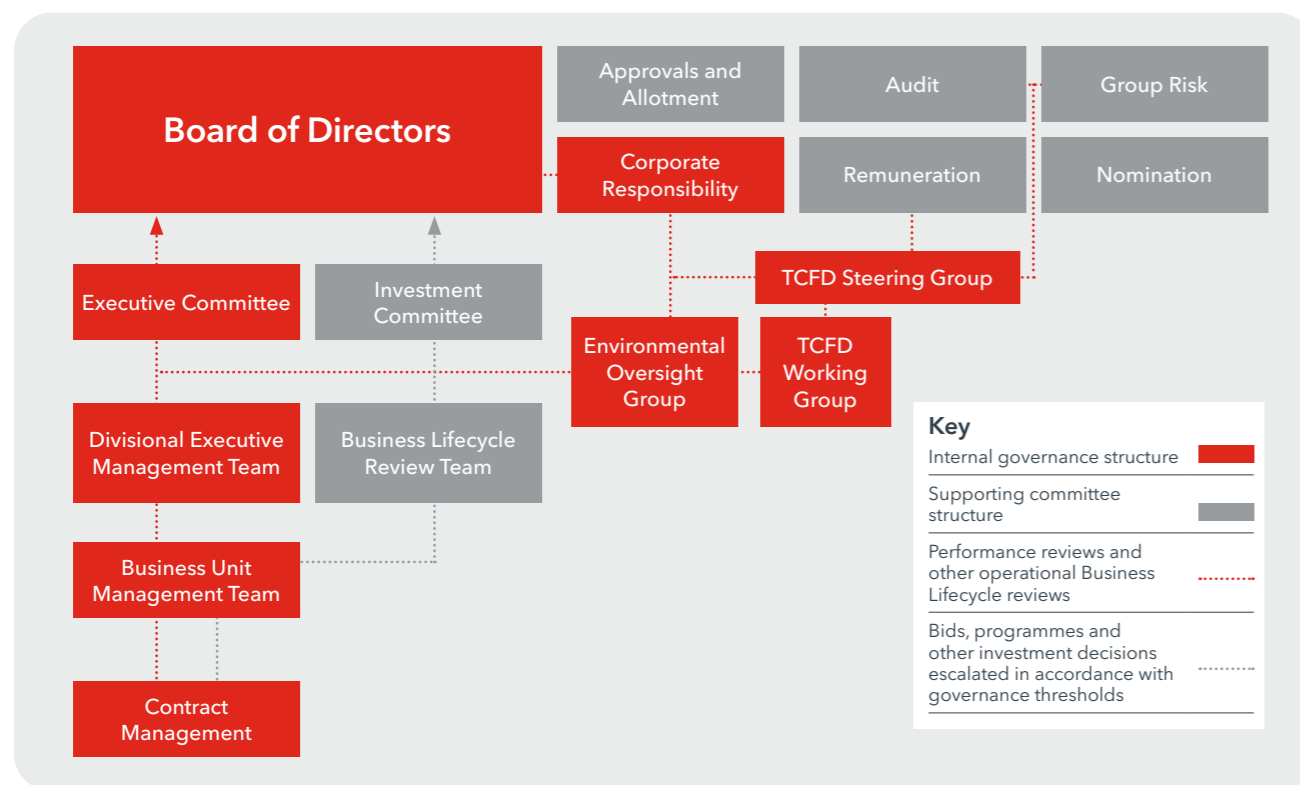 Board of Directors
Approvals and
Allotment
Audit
Group Risk
Corporate
Responsibility
Remuneration
Nomination
Executive Committee
Investment
Committee
TCFD Steering Group
Environmental
Oversight
Group
TCFD
Working
Group
Divisional Executive
Management Team
Business Lifecycle
Review Team
Business Unit
Management Team
Contract
Management
Key
Internal governance structure
Supporting committee
structure
Performance reviews and
other operational Business
Lifecycle reviews
Bids, programmes and
other investment decisions
escalated in accordance with
governance thresholds